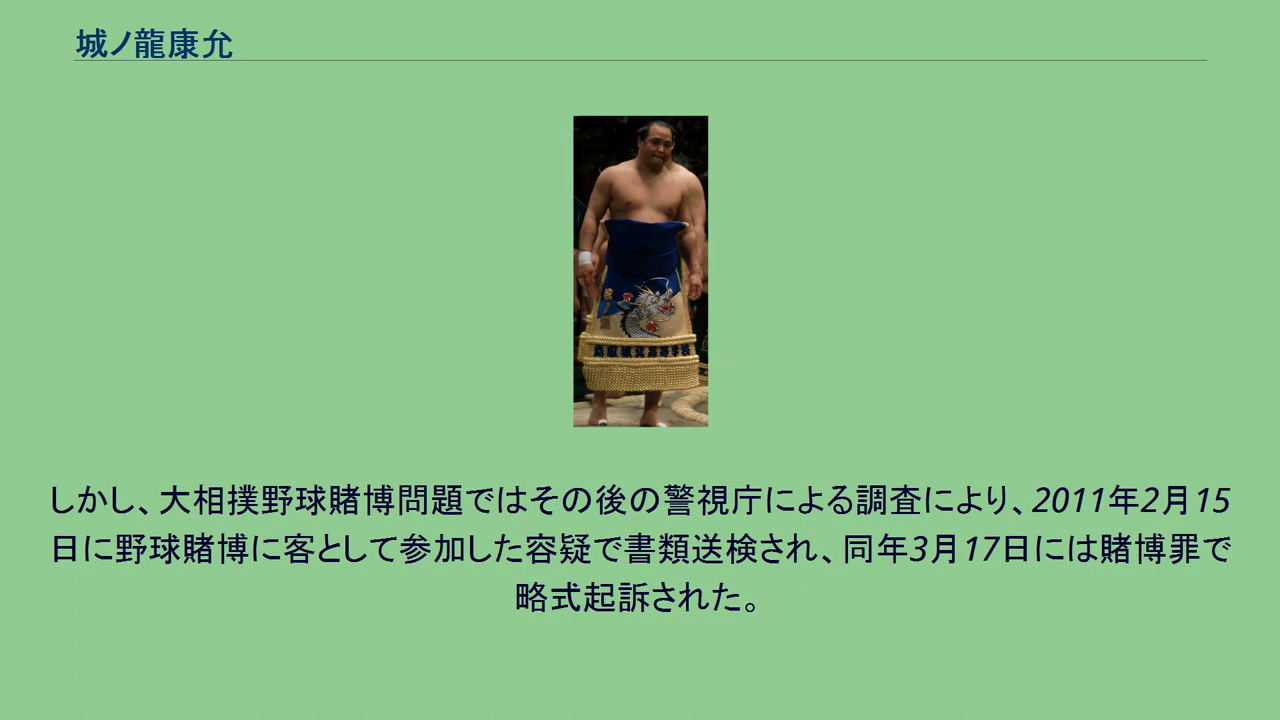 城ノ龍康允
しかし、大相撲野球賭博問題ではその後の警視庁による調査により、2011年2月15
日に野球賭博に客として参加した容疑で書類送検され、同年3月17日には賭博罪で
略式起訴された。